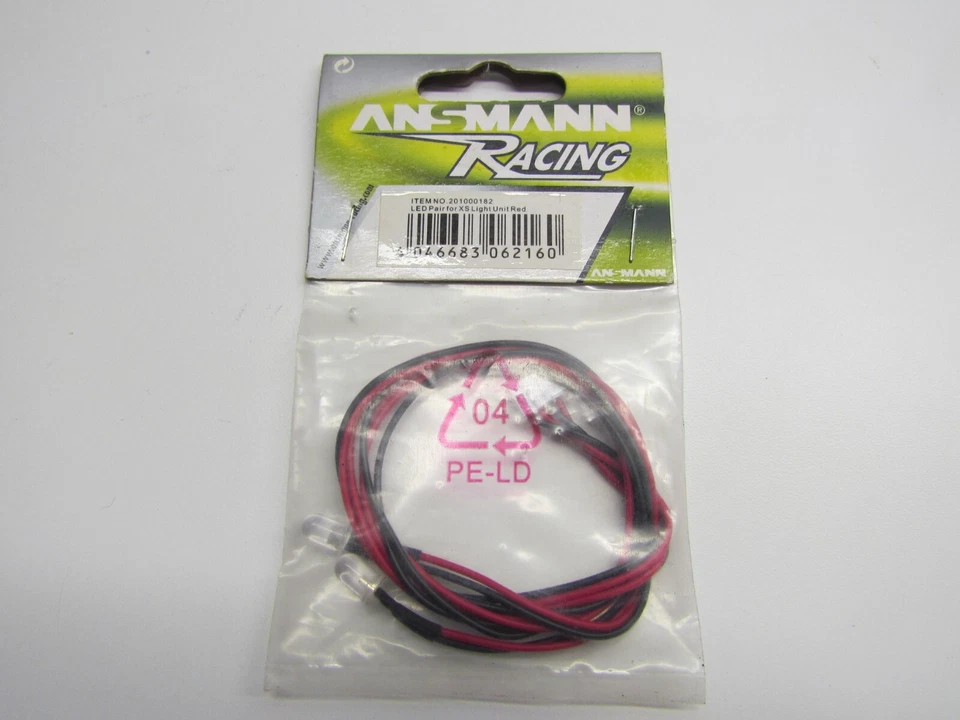 ANSMANN®
RACING
ITEM NO. 201000182
LED Pair for XS Light Unit Red
4 046683 062160
ANSMANN
04
PE-LD